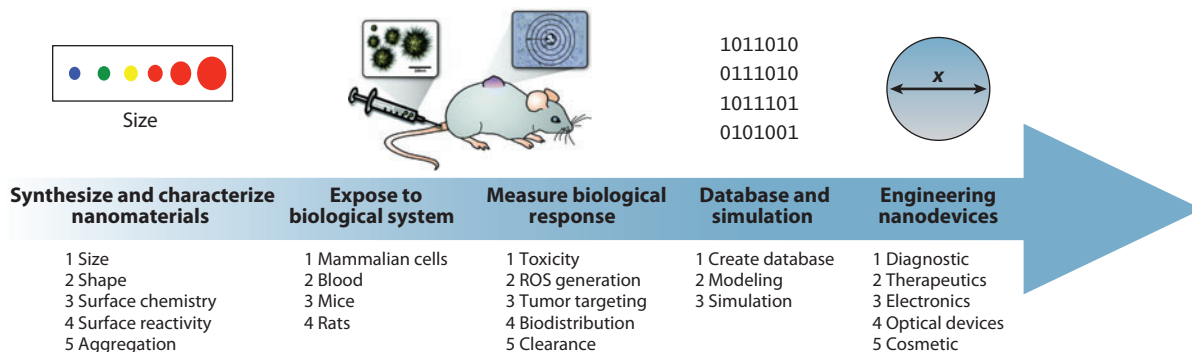 Size
1011010
0111010
1011101
0101001
x
Synthesize and characterize
nanomaterials
Expose to
biological system
Measure biological
response
Database and
simulation
Engineering
nanodevices
1 Size
2 Shape
3 Surface chemistry
4 Surface reactivity
5 Aggregation
1 Mammalian cells
2 Blood
3 Mice
4 Rats
1 Toxicity
2 ROS generation
3 Tumor targeting
4 Biodistribution
5 Clearance
1 Create database
2 Modeling
3 Simulation
1 Diagnostic
2 Therapeutics
3 Electronics
4 Optical devices
5 Cosmetic